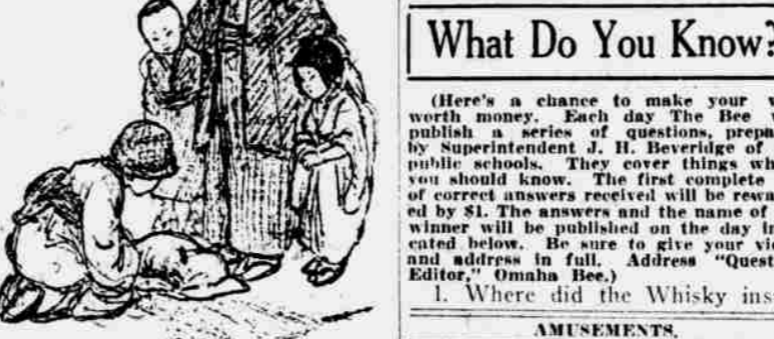 What Do You Know?
(Here's a chance to make your
worth money. Each day The Bee
publish a series of questions, prepa
by Superintendent J. H. Beveridge of
public schools. They cover things wh
you should know. The first complete
of correct answers received will be rewa
ed by $1. The answers and the name of
winner will be published on the day in
cated below. Be sure to give your vi
and address in full. Address "Quest
Editor," Omaha Bee.)
1. Where did the Whisky ins
AMUSEMENTS.